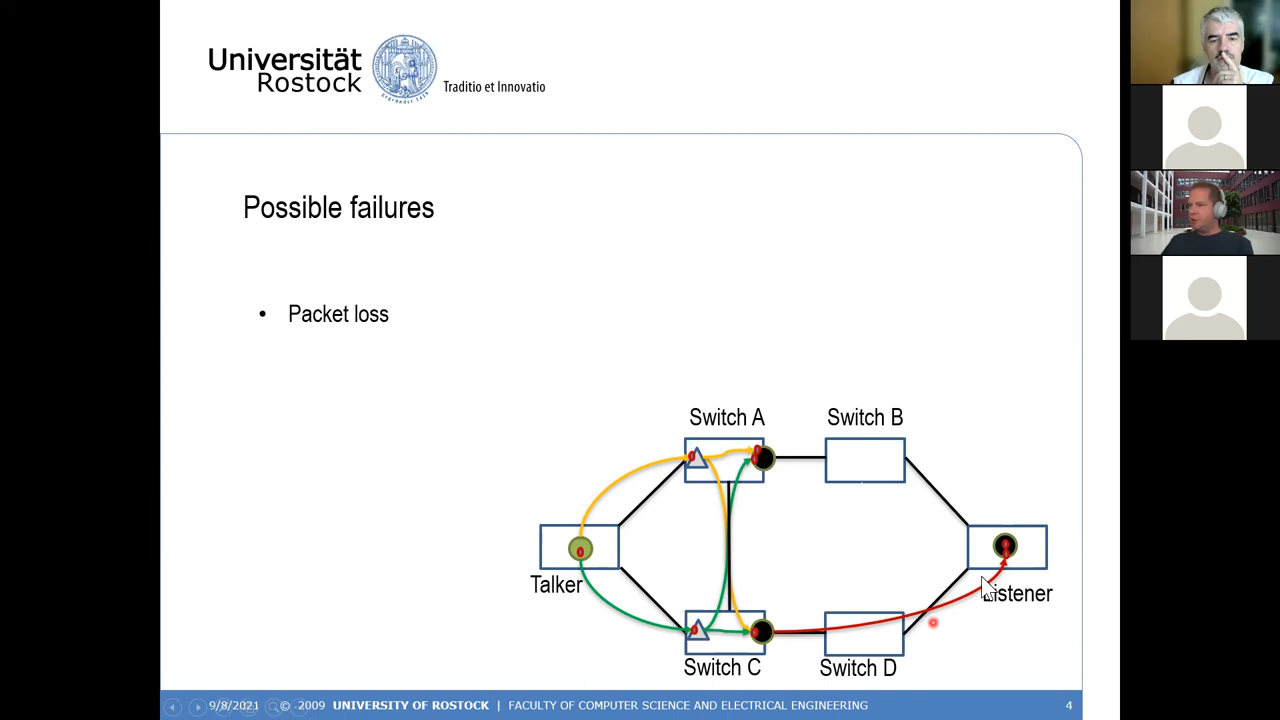 Universität
Rostock
Traditio et Innovatio
Possible failures
• Packet loss
Switch A
Switch B
Talker
Listener
Switch C
Switch D
9/8/2021 © 2009 UNIVERSITY OF ROSTOCK | FACULTY OF COMPUTER SCIENCE AND ELECTRICAL ENGINEERING 4